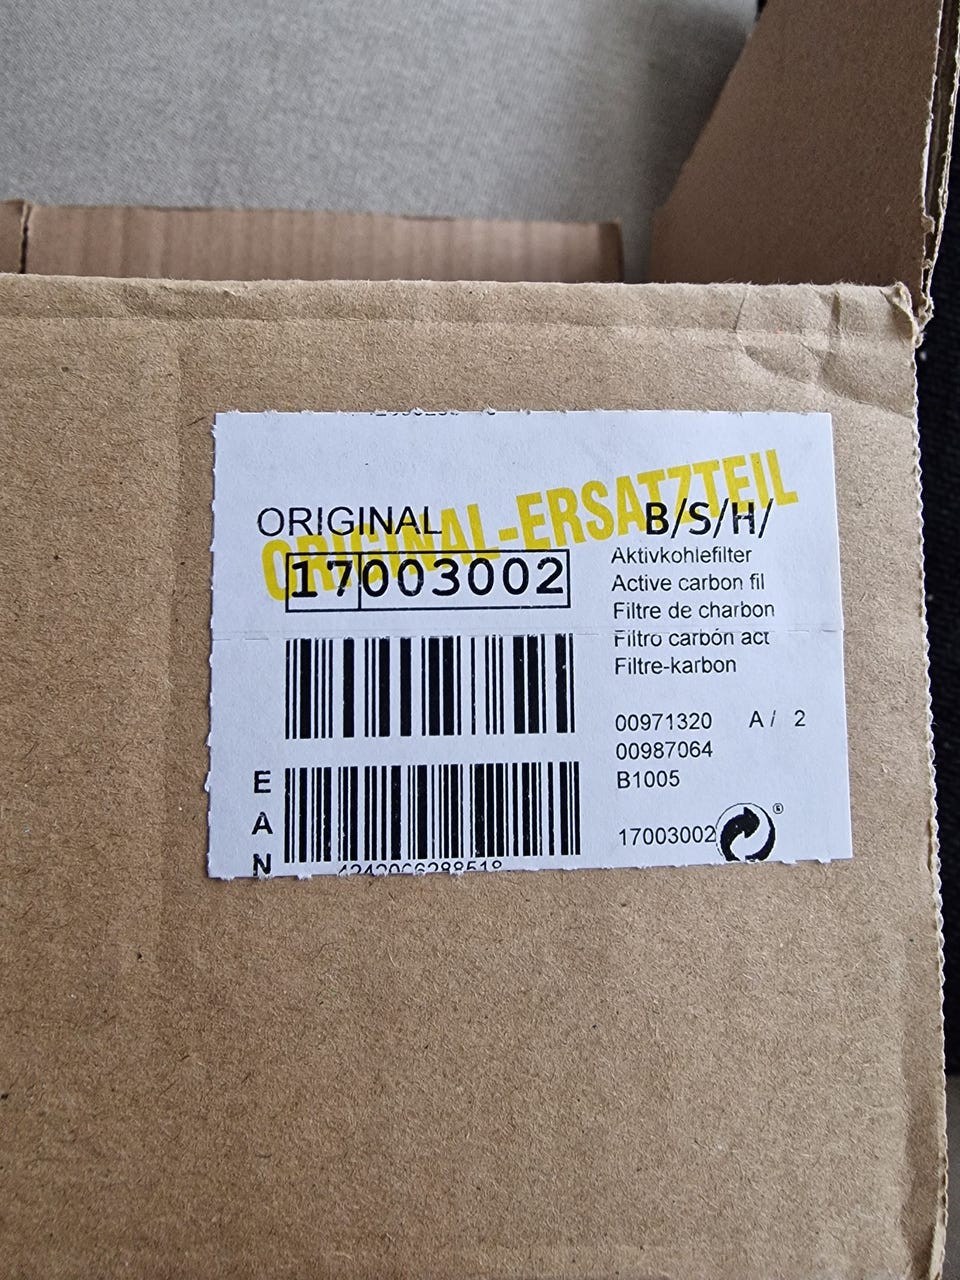 ORIGINAL-ERSATZTEIL
ORIGINAL
B/S/H/
17003002
Aktivkohlefilter
Active carbon fil
Filtre de charbon
Filtro carbón act
Filtre-karbon
00971320 A/ 2
00987064
B1005
EAN
17003002